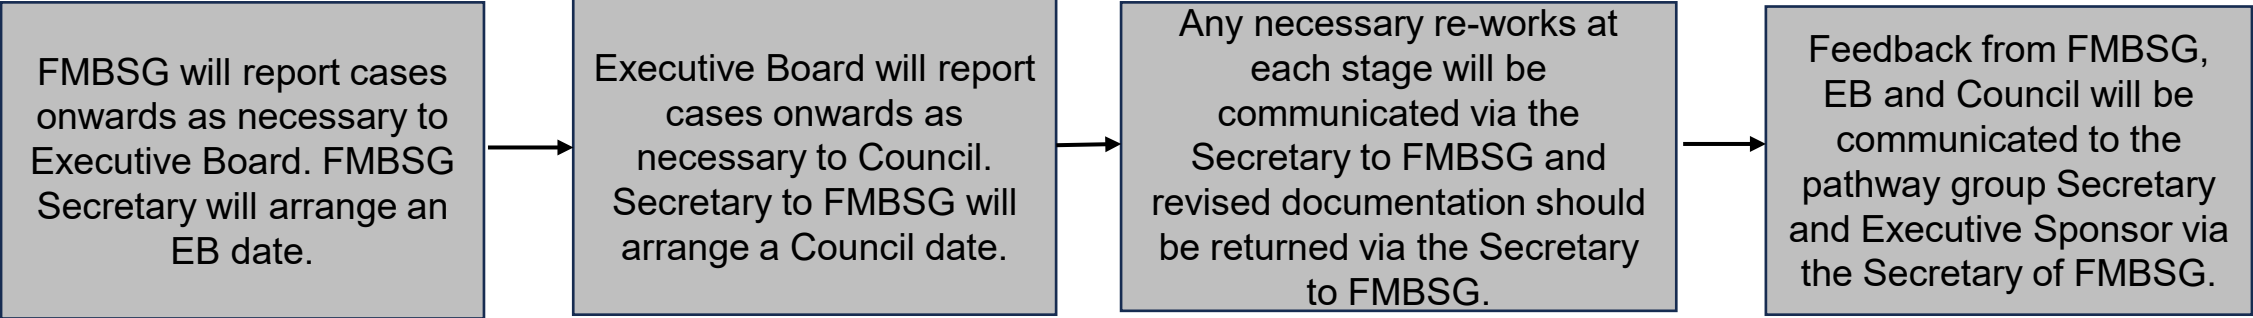 FMBSG will report cases
onwards as necessary to
Executive Board. FMBSG
Secretary will arrange an
EB date.
Executive Board will report
cases onwards as
necessary to Council.
Secretary to FMBSG will
arrange a Council date.
Any necessary re-works at
each stage will be
communicated via the
Secretary to FMBSG and
revised documentation should
be returned via the Secretary
to FMBSG.
Feedback from FMBSG,
EB and Council will be
communicated to the
pathway group Secretary
and Executive Sponsor via
the Secretary of FMBSG.